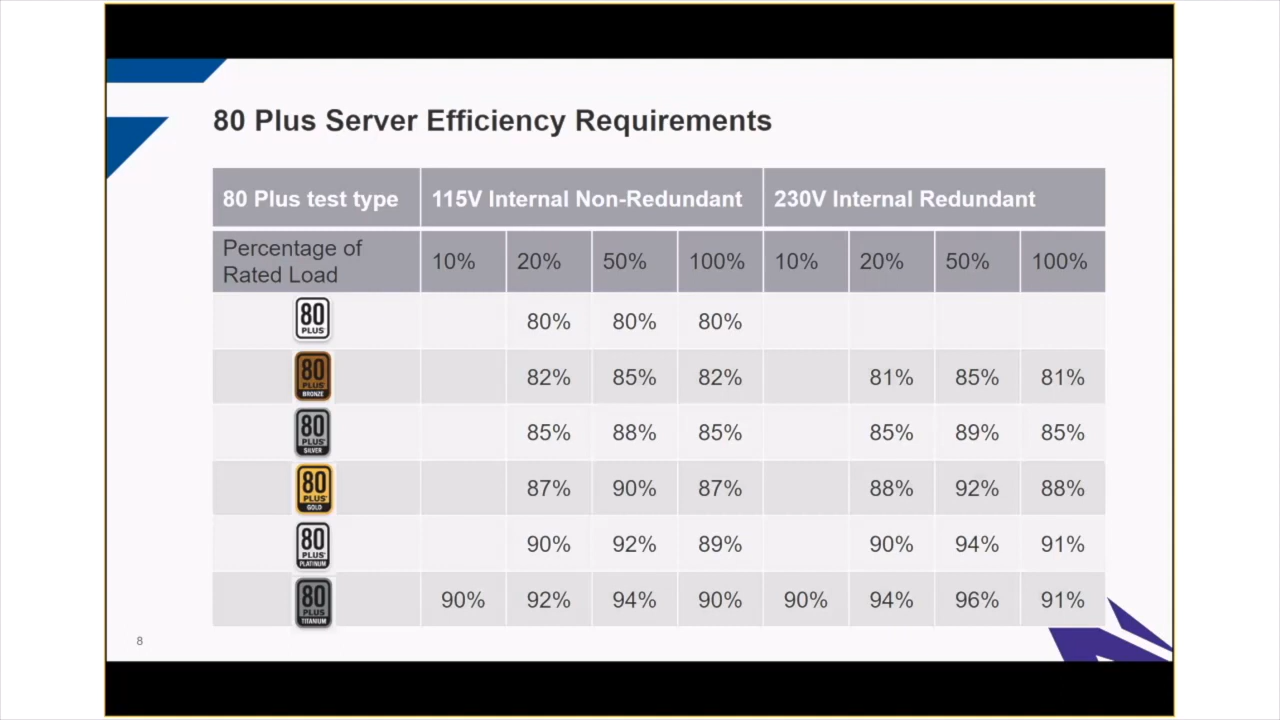 80 Plus Server Efficiency Requirements
80 Plus test type 115V Internal Non-Redundant 230V Internal Redundant
Percentage of
Rated Load 10% 20% 50% 100% 10% 20% 50% 100%
80 PLUS 80% 80% 80%
80 PLUS BRONZE 82% 85% 82% 81% 85% 81%
80 PLUS SILVER 85% 88% 85% 85% 89% 85%
80 PLUS GOLD 87% 90% 87% 88% 92% 88%
80 PLUS PLATINUM 90% 92% 89% 90% 94% 91%
80 PLUS TITANIUM 90% 92% 94% 90% 90% 94% 96% 91%
8